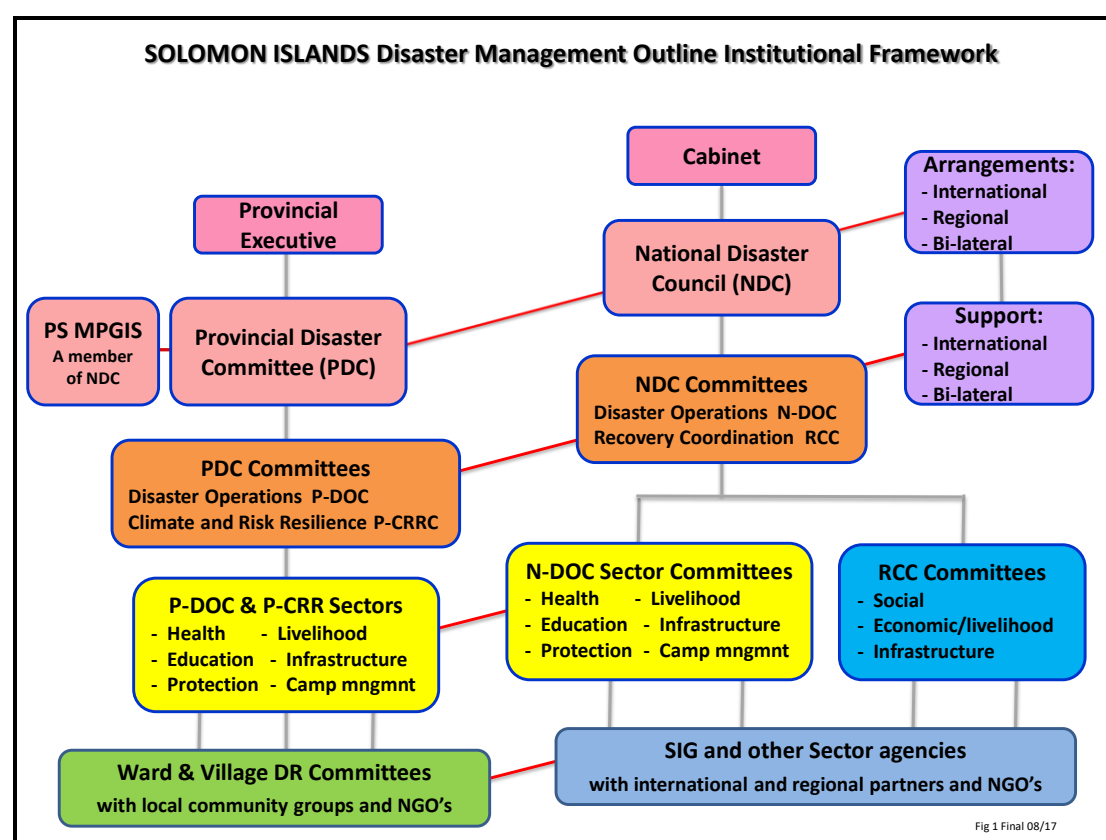 SOLOMON ISLANDS Disaster Management Outline Institutional Framework
Cabinet
Arrangements:
- International
- Regional
- Bi-lateral
Provincial
Executive
National Disaster
Council (NDC)
PS MPGIS
A member
of NDC
Provincial Disaster
Committee (PDC)
Support:
- International
- Regional
- Bi-lateral
NDC Committees
Disaster Operations N-DOC
Recovery Coordination RCC
PDC Committees
Disaster Operations P-DOC
Climate and Risk Resilience P-CRRC
N-DOC Sector Committees
- Health - Livelihood
- Education - Infrastructure
- Protection - Camp mngmnt
RCC Committees
- Social
- Economic/livelihood
- Infrastructure
P-DOC & P-CRR Sectors
- Health - Livelihood
- Education - Infrastructure
- Protection - Camp mngmnt
Ward & Village DR Committees
with local community groups and NGO's
SIG and other Sector agencies
with international and regional partners and NGO's
Fig 1 Final 08/17